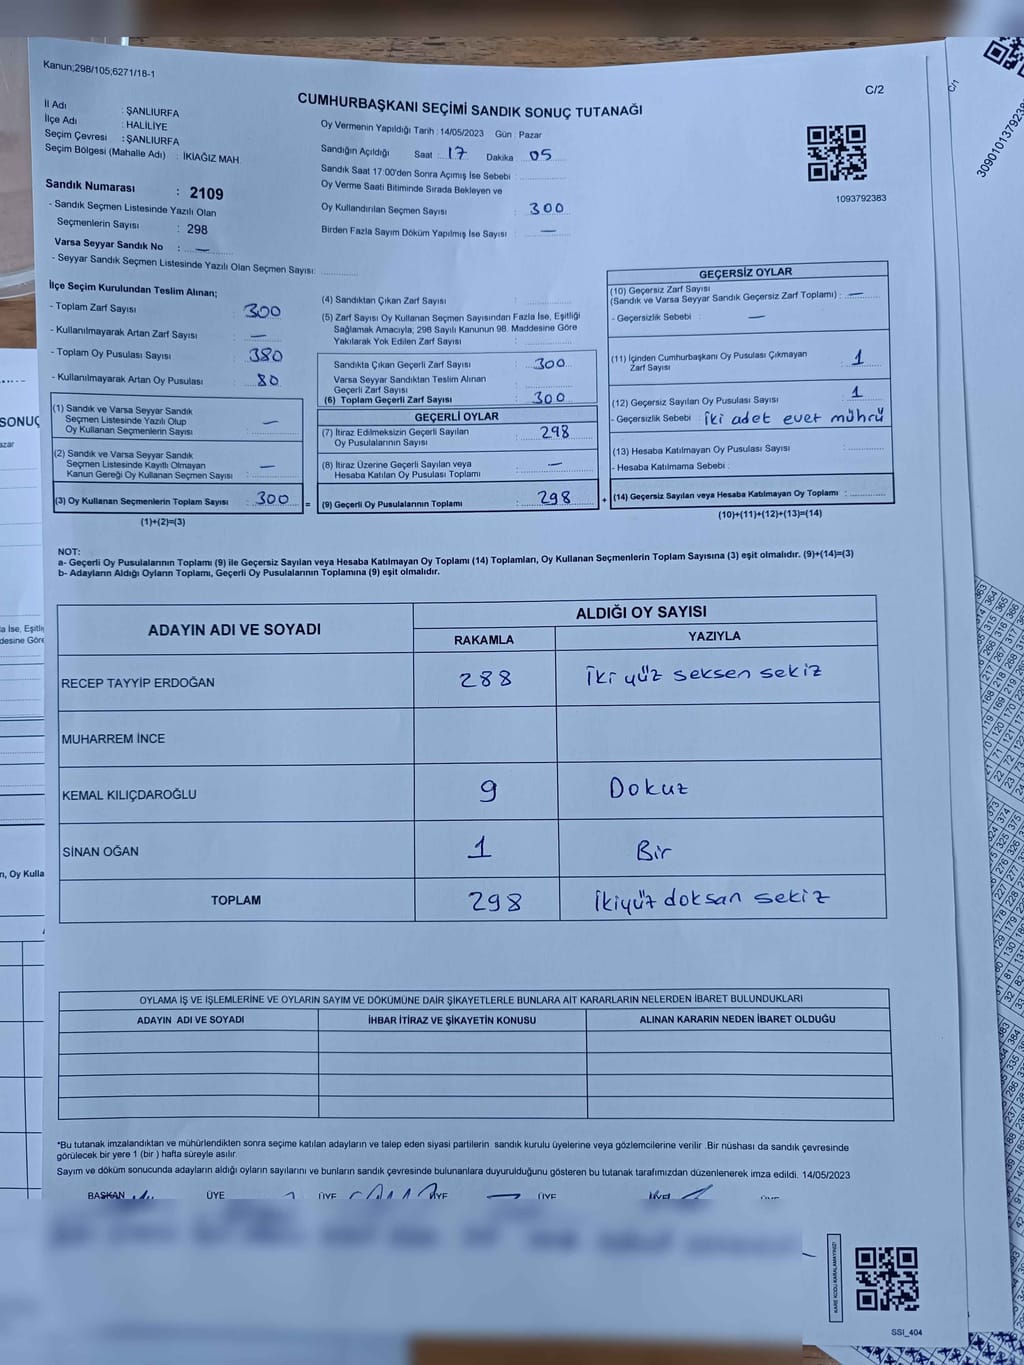 Kanun;298/105;6271/18-1
C/2
C/1
CUMHURBAŞKANI SEÇİMİ SANDIK SONUÇ TUTANAĞI
İl Adı : ŞANLIURFA
İlçe Adı : HALİLİYE
Seçim Çevresi : ŞANLIURFA
Seçim Bölgesi (Mahalle Adı) : İKİAĞIZ MAH.
Oy Vermenin Yapıldığı Tarih : 14/05/2023 Gün : Pazar
Sandığın Açıldığı Saat : 17 Dakika : 05
Sandık Saat 17:00'den Sonra Açımış İse Sebebi :
Oy Verme Saati Bitiminde Sırada Bekleyen ve
Oy Kullandırılan Seçmen Sayısı : 300
Birden Fazla Sayım Döküm Yapılmış İse Sayısı : —
1093792383
Sandık Numarası : 2109
- Sandık Seçmen Listesinde Yazılı Olan
Seçmenlerin Sayısı : 298
Varsa Seyyar Sandık No : —
- Seyyar Sandık Seçmen Listesinde Yazılı Olan Seçmen Sayısı:
İlçe Seçim Kurulundan Teslim Alınan;
- Toplam Zarf Sayısı : 300
- Kullanılmayarak Artan Zarf Sayısı : —
- Toplam Oy Pusulası Sayısı : 380
- Kullanılmayarak Artan Oy Pusulası : 80
(1) Sandık ve Varsa Seyyar Sandık
Seçmen Listesinde Yazılı Olup
Oy Kullanan Seçmenlerin Sayısı : —
(2) Sandık ve Varsa Seyyar Sandık
Seçmen Listesinde Kayıtlı Olmayan
Kanun Gereği Oy Kullanan Seçmen Sayısı : —
(3) Oy Kullanan Seçmenlerin Toplam Sayısı : 300 =
(1)+(2)=(3)
(4) Sandıktan Çıkan Zarf Sayısı :
(5) Zarf Sayısı Oy Kullanan Seçmen Sayısından Fazla İse, Eşitliği
Sağlamak Amacıyla; 298 Sayılı Kanunun 98. Maddesine Göre
Yakılarak Yok Edilen Zarf Sayısı :
Sandıkta Çıkan Geçerli Zarf Sayısı : 300
Varsa Seyyar Sandıktan Teslim Alınan
Geçerli Zarf Sayısı :
(6) Toplam Geçerli Zarf Sayısı : 300
GEÇERLİ OYLAR
(7) İtiraz Edilmeksizin Geçerli Sayılan
Oy Pusulalarının Sayısı : 298
(8) İtiraz Üzerine Geçerli Sayılan veya
Hesaba Katılan Oy Pusulası Toplamı : —
(9) Geçerli Oy Pusulalarının Toplamı : 298 +
GEÇERSİZ OYLAR
(10) Geçersiz Zarf Sayısı
(Sandık ve Varsa Seyyar Sandık Geçersiz Zarf Toplamı) : —
- Geçersizlik Sebebi : —
(11) İçinden Cumhurbaşkanı Oy Pusulası Çıkmayan
Zarf Sayısı : 1
(12) Geçersiz Sayılan Oy Pusulası Sayısı : 1
- Geçersizlik Sebebi : iki adet evet mührü
(13) Hesaba Katılmayan Oy Pusulası Sayısı :
- Hesaba Katılmama Sebebi :
(14) Geçersiz Sayılan veya Hesaba Katılmayan Oy Toplamı :
(10)+(11)+(12)+(13)=(14)
NOT:
a- Geçerli Oy Pusulalarının Toplamı (9) ile Geçersiz Sayılan veya Hesaba Katılmayan Oy Toplamı (14) Toplamları, Oy Kullanan Seçmenlerin Toplam Sayısına (3) eşit olmalıdır. (9)+(14)=(3)
b- Adayların Aldığı Oyların Toplamı, Geçerli Oy Pusulalarının Toplamına (9) eşit olmalıdır.
ADAYIN ADI VE SOYADI
ALDIĞI OY SAYISI
RAKAMLA YAZIYLA
RECEP TAYYİP ERDOĞAN 288 İki yüz seksen sekiz
MUHARREM İNCE
KEMAL KILIÇDAROĞLU 9 Dokuz
SİNAN OĞAN 1 Bir
TOPLAM 298 İkiyüz doksan sekiz
OYLAMA İŞ VE İŞLEMLERİNE VE OYLARIN SAYIM VE DÖKÜMÜNE DAİR ŞİKAYETLERLE BUNLARA AİT KARARLARIN NELERDEN İBARET BULUNDUKLARI
ADAYIN ADI VE SOYADI İHBAR İTİRAZ VE ŞİKAYETİN KONUSU ALINAN KARARIN NEDEN İBARET OLDUĞU
*Bu tutanak imzalandıktan ve mühürlendikten sonra seçime katılan adayların ve talep eden siyasi partilerin sandık kurulu üyelerine veya gözlemcilerine verilir .Bir nüshası da sandık çevresinde
görülecek bir yere 1 (bir ) hafta süreyle asılır.
Sayım ve döküm sonucunda adayların aldığı oyların sayılarını ve bunların sandık çevresinde bulunanlara duyurulduğunu gösteren bu tutanak tarafımızdan düzenlenerek imza edildi. 14/05/2023
BAŞKAN ÜYE ÜYE ÜYE ÜYE ÜYE
KARE KODU KARALAMAYINIZ!
SSI_404
SONUÇ